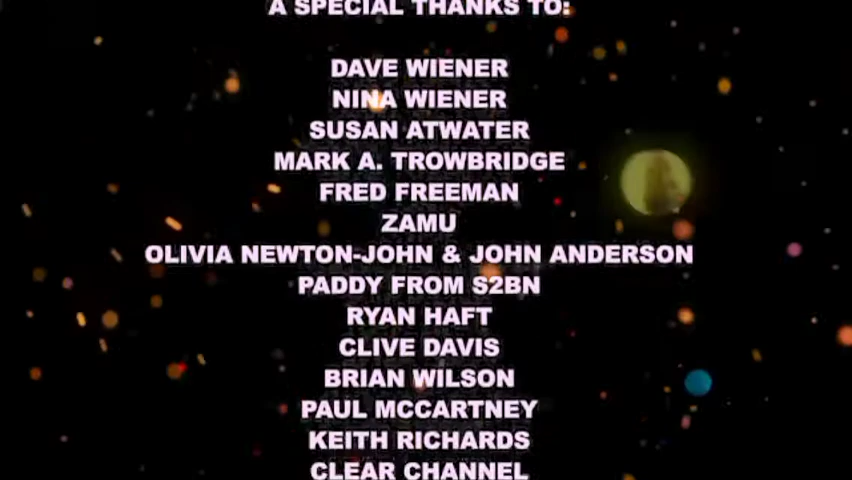 A SPECIAL THANKS TO:
DAVE WIENER
NINA WIENER
SUSAN ATWATER
MARK A. TROWBRIDGE
FRED FREEMAN
ZAMU
OLIVIA NEWTON-JOHN & JOHN ANDERSON
PADDY FROM S2BN
RYAN HAFT
CLIVE DAVIS
BRIAN WILSON
PAUL MCCARTNEY
KEITH RICHARDS
CLEAR CHANNEL